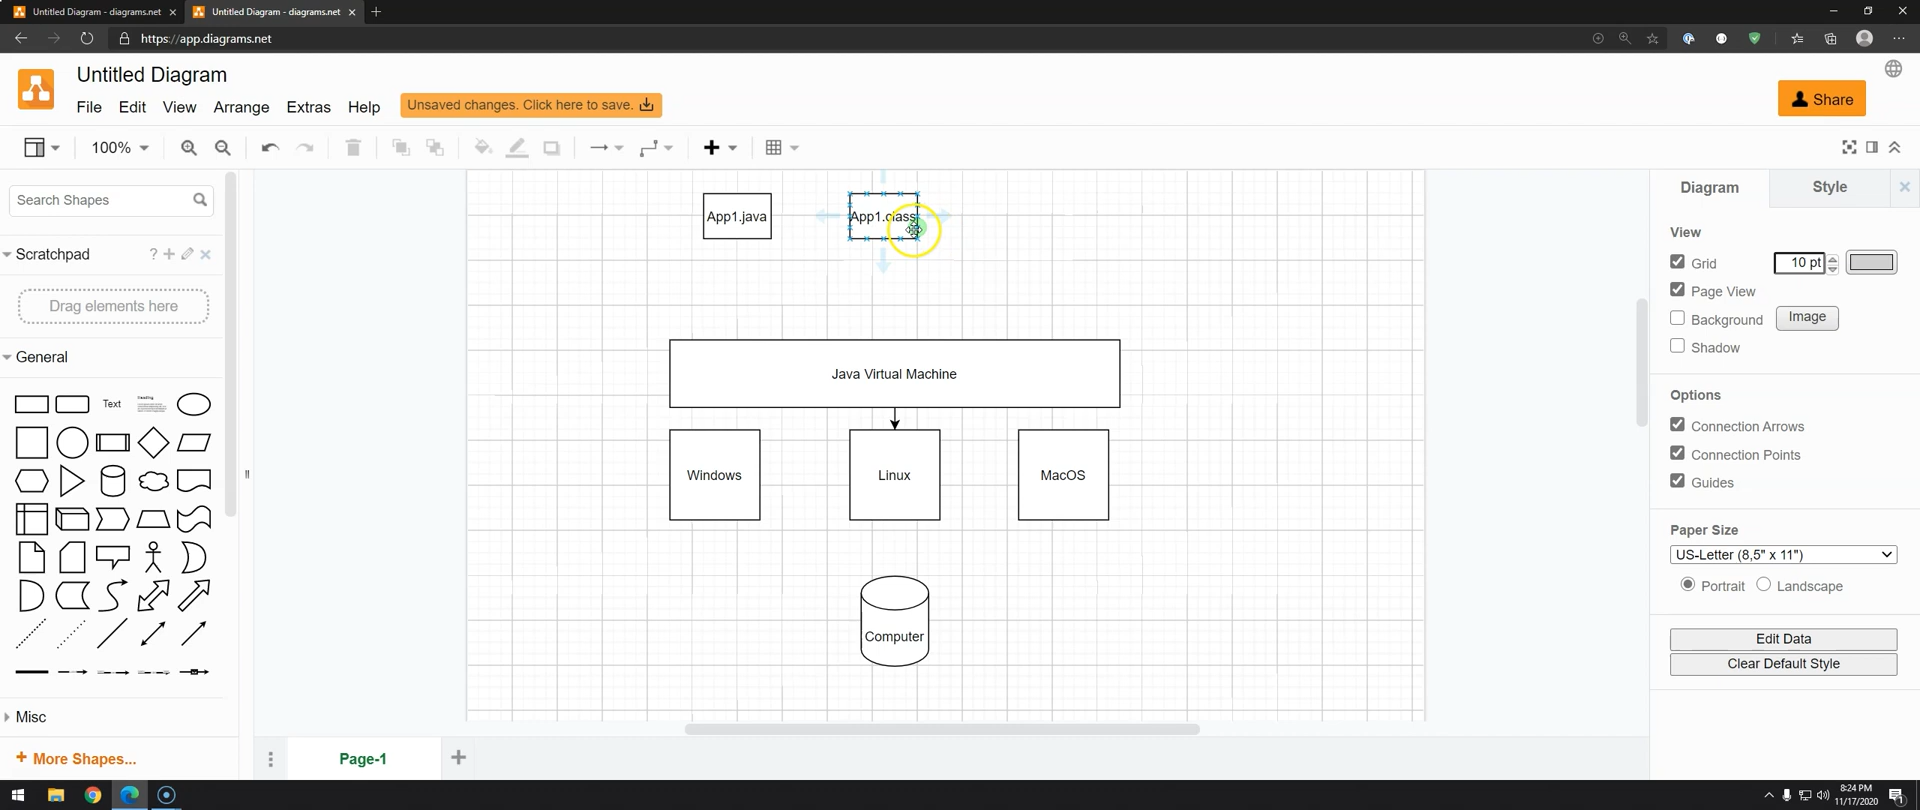 Untitled Diagram - diagrams.net
Untitled Diagram - diagrams.net
https://app.diagrams.net
Untitled Diagram
File Edit View Arrange Extras Help
Unsaved changes. Click here to save.
Share
100%
Search Shapes
Scratchpad
?
Drag elements here
General
Text
Heading
Misc
+ More Shapes...
App1.java
App1.class
Java Virtual Machine
Windows
Linux
MacOS
Computer
Page-1
Diagram
Style
View
Grid
10 pt
Page View
Background
Image
Shadow
Options
Connection Arrows
Connection Points
Guides
Paper Size
US-Letter (8,5" x 11")
Portrait
Landscape
Edit Data
Clear Default Style
8:24 PM
11/17/2020